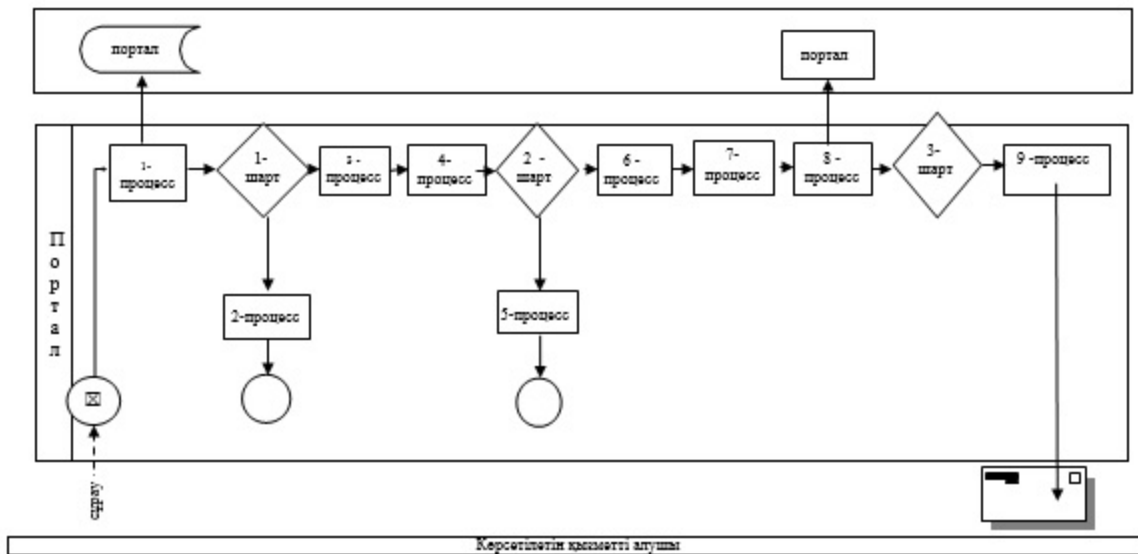 портал
портал
1-
процесс
1-
шарт
3 -
процесс
4-
процесс
2 -
шарт
6 -
процесс
7-
процесс
8 -
процесс
3-
шарт
9 -процесс
Портал
2-процесс
5-процесс
сұрау
Көрсетілетін қызметті алушы